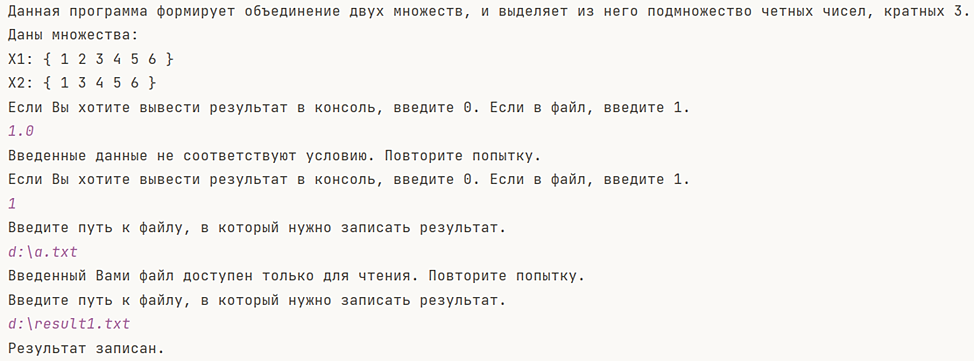 Данная программа формирует объединение двух множеств, и выделяет из него подмножество четных чисел, кратных 3.
Даны множества:
X1: { 1 2 3 4 5 6 }
X2: { 1 3 4 5 6 }
Если Вы хотите вывести результат в консоль, введите 0. Если в файл, введите 1.
1.0
Введенные данные не соответствуют условию. Повторите попытку.
Если Вы хотите вывести результат в консоль, введите 0. Если в файл, введите 1.
1
Введите путь к файлу, в который нужно записать результат.
d:\a.txt
Введенный Вами файл доступен только для чтения. Повторите попытку.
Введите путь к файлу, в который нужно записать результат.
d:\result1.txt
Результат записан.